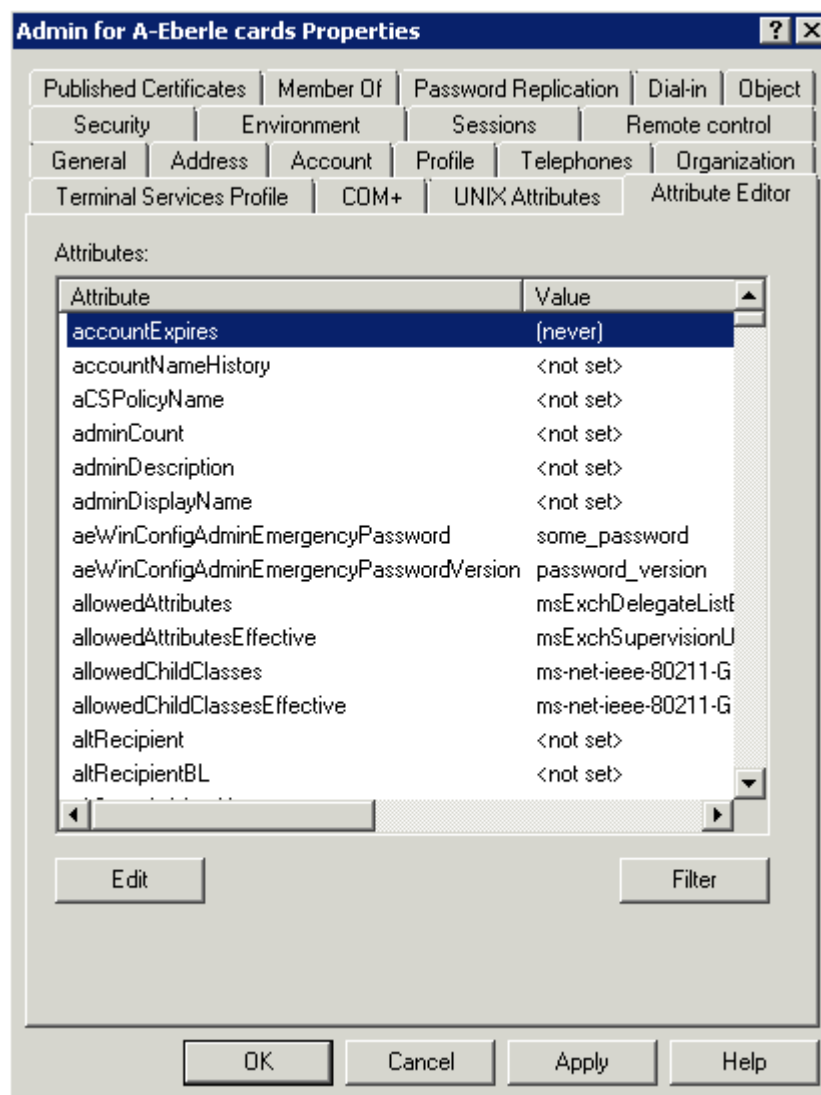 Admin for A-Eberle cards Properties
Published Certificates Member Of Password Replication Dial-in Object
Security Environment Sessions Remote control
General Address Account Profile Telephones Organization
Terminal Services Profile COM+ UNIX Attributes Attribute Editor
Attributes:
Attribute Value
accountExpires (never)
accountNameHistory <not set>
aCSPolicyName <not set>
adminCount <not set>
adminDescription <not set>
adminDisplayName <not set>
aeWinConfigAdminEmergencyPassword some_password
aeWinConfigAdminEmergencyPasswordVersion password_version
allowedAttributes msExchDelegateListB
allowedAttributesEffective msExchSupervisionU
allowedChildClasses ms-net-ieee-80211-G
allowedChildClassesEffective ms-net-ieee-80211-G
altRecipient <not set>
altRecipientBL <not set>
Edit Filter
OK Cancel Apply Help